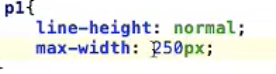 p1{
line-height: normal;
max-width: 250px;